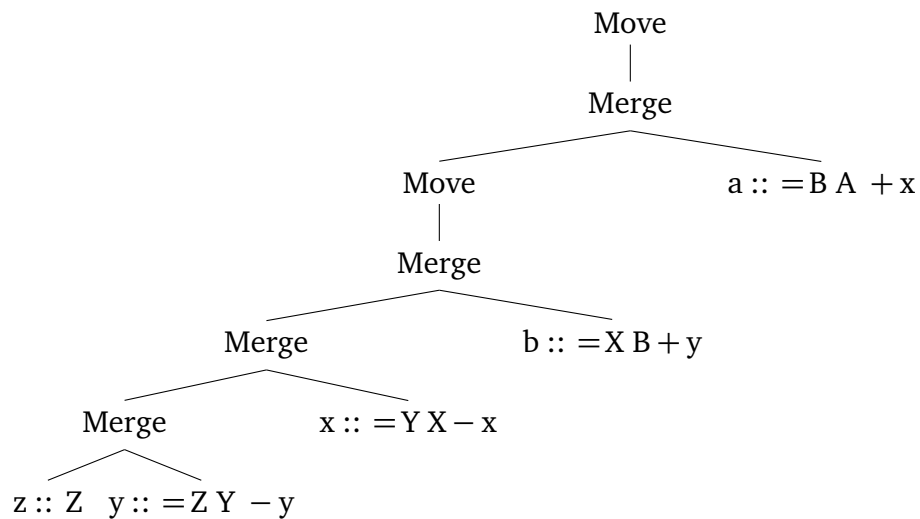 Move
Merge
Move
a :: =B A +x
Merge
Merge
b :: =X B +y
Merge
x :: =Y X −x
z :: Z
y :: =Z Y −y